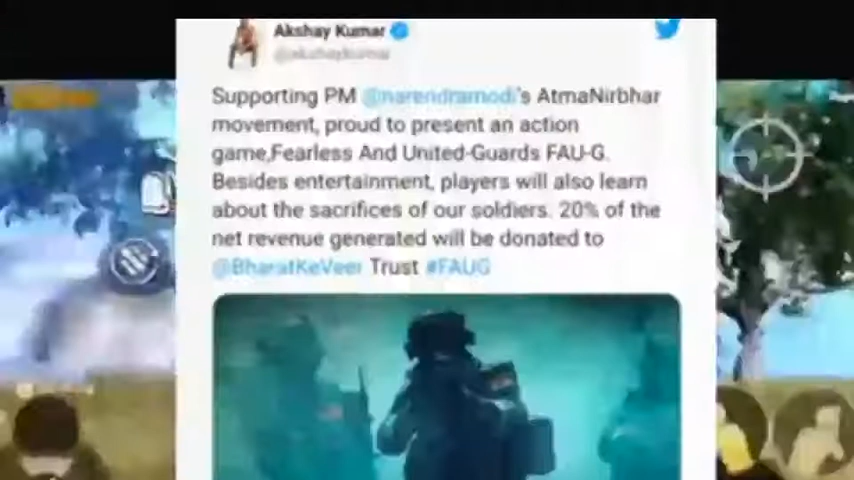 Akshay Kumar
@akshaykumar
Supporting PM @narendramodi's AtmaNirbhar
movement, proud to present an action
game,Fearless And United-Guards FAU-G.
Besides entertainment, players will also learn
about the sacrifices of our soldiers. 20% of the
net revenue generated will be donated to
@BharatKeVeer Trust #FAUG